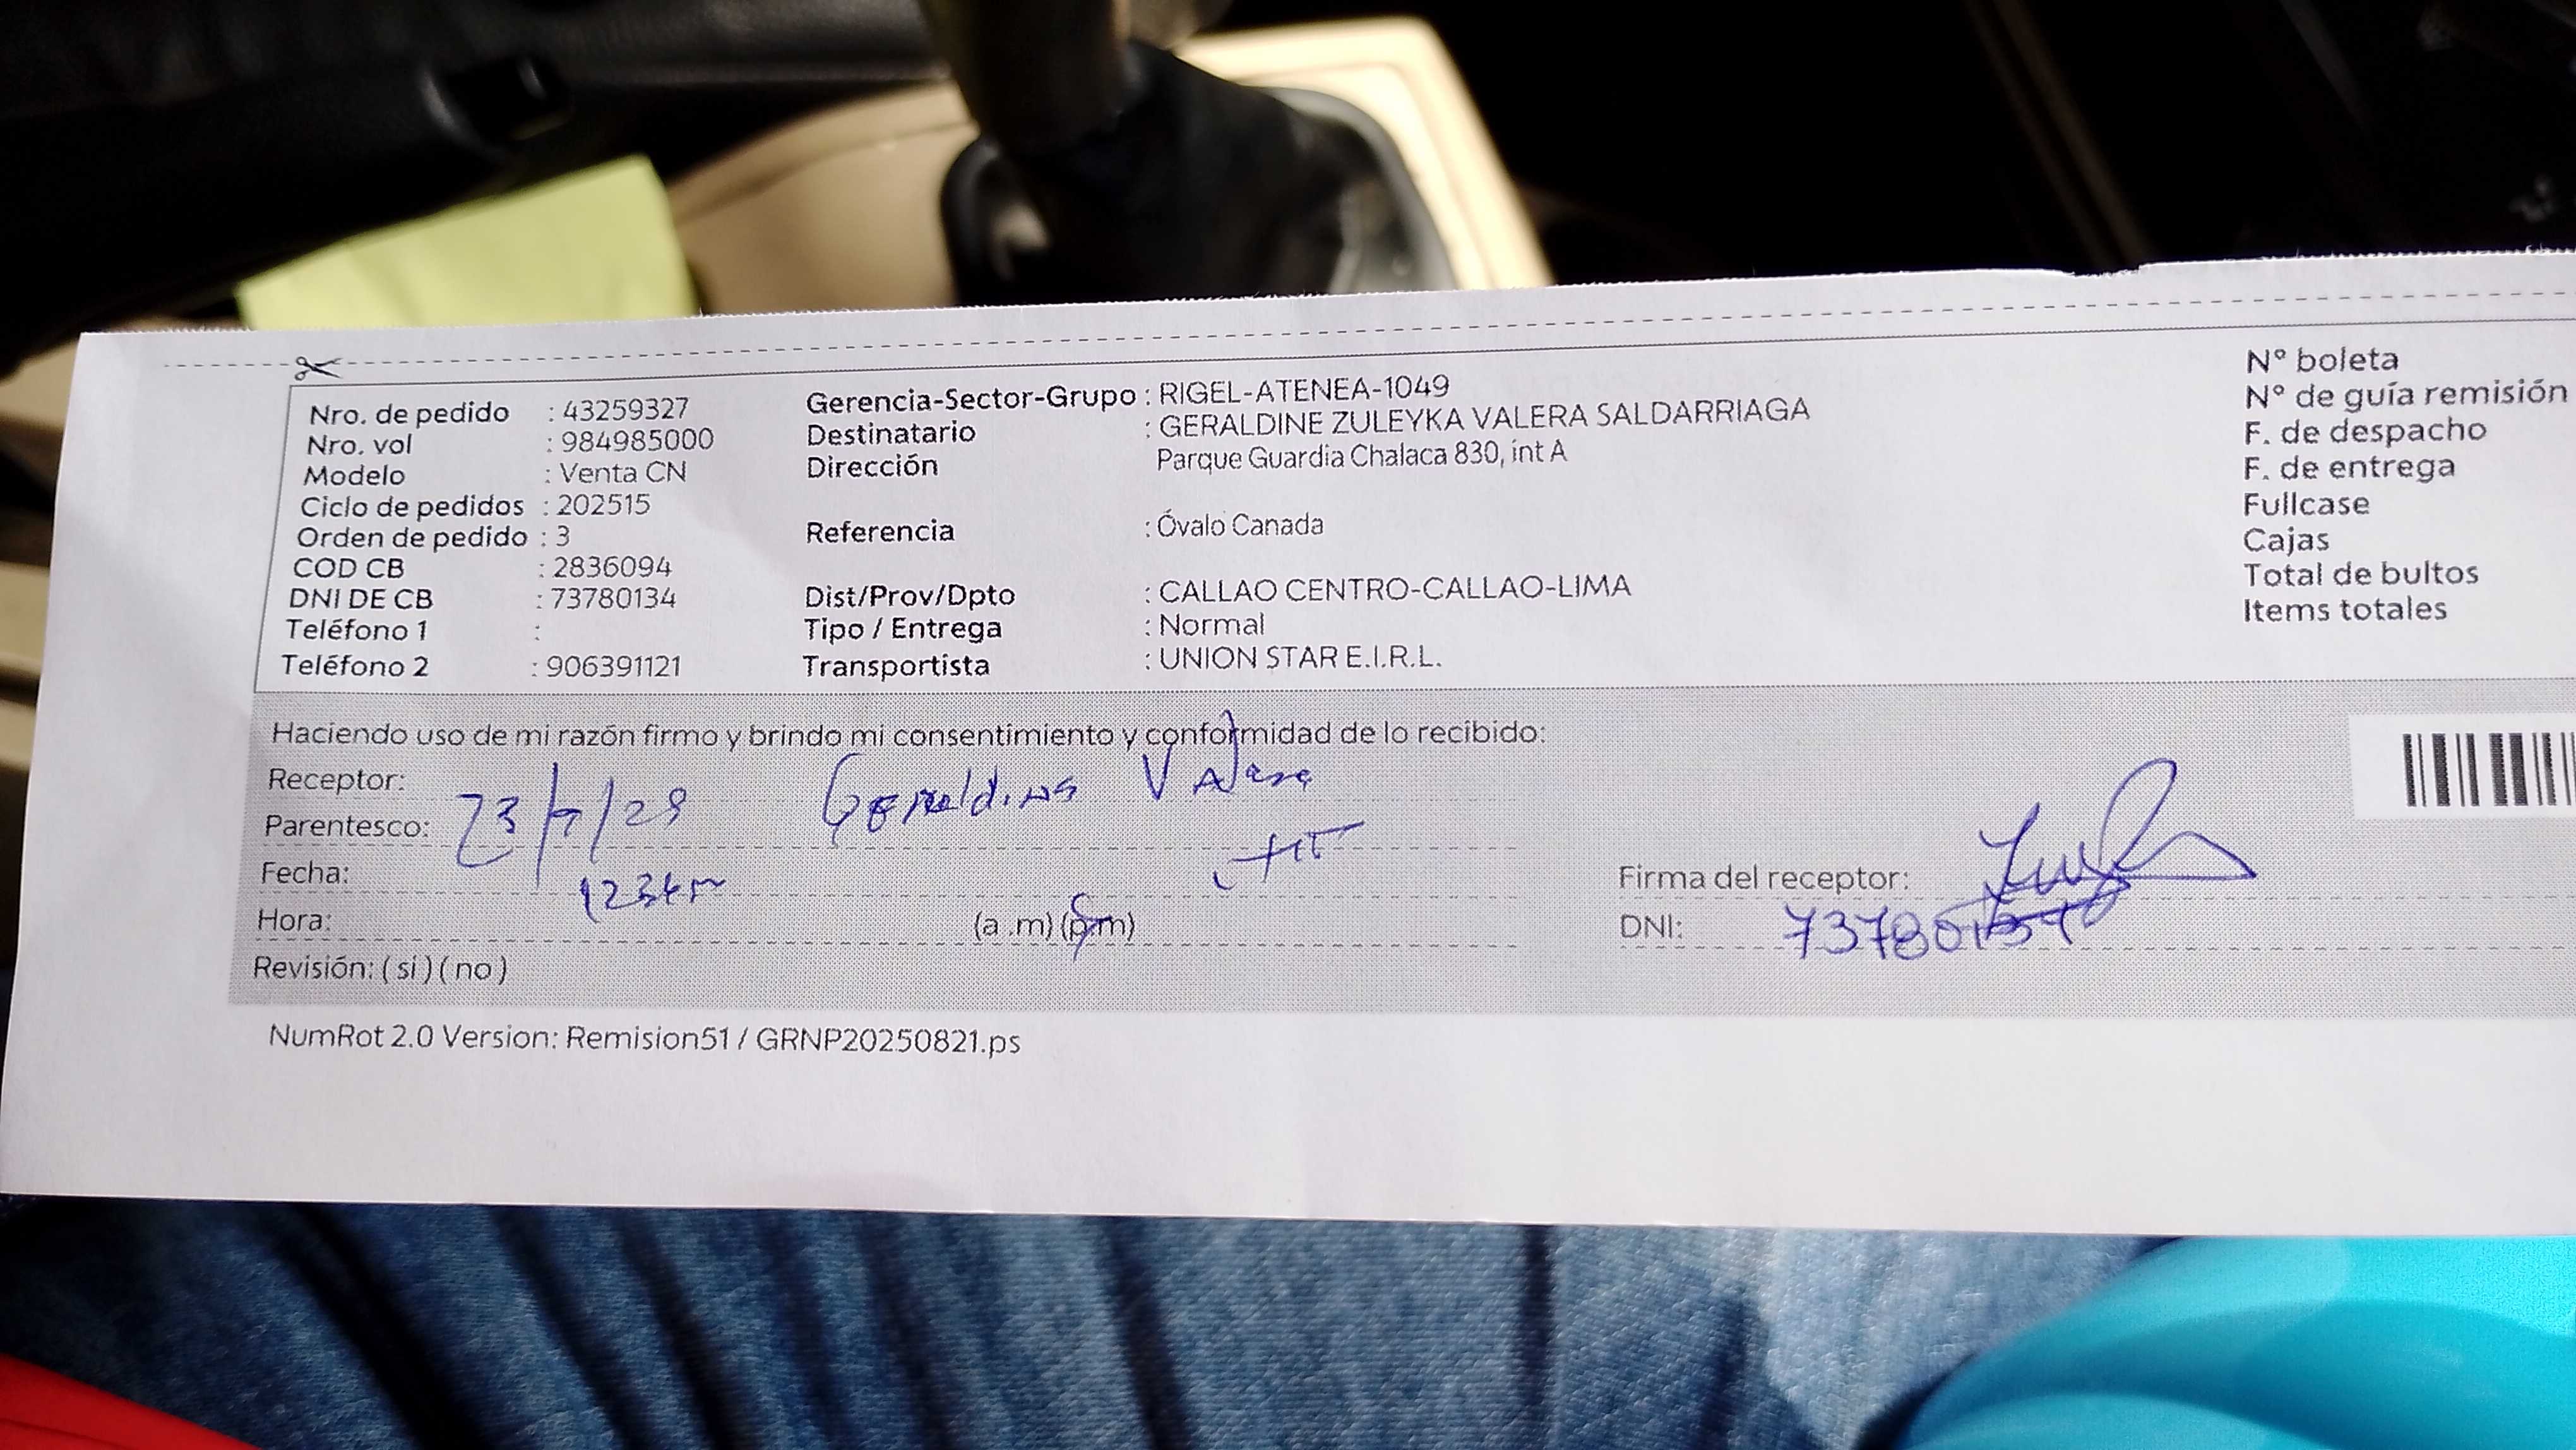 Nro. de pedido : 43259327
Nro. vol : 984985000
Modelo : Venta CN
Ciclo de pedidos : 202515
Orden de pedido : 3
COD CB : 2836094
DNI DE CB : 73780134
Teléfono 1 :
Teléfono 2 : 906391121
Gerencia-Sector-Grupo : RIGEL-ATENEA-1049
Destinatario : GERALDINE ZULEYKA VALERA SALDARRIAGA
Dirección Parque Guardia Chalaca 830, int A
Referencia : Óvalo Canada
Dist/Prov/Dpto : CALLAO CENTRO-CALLAO-LIMA
Tipo / Entrega : Normal
Transportista : UNION STAR E.I.R.L.
N° boleta
N° de guía remisión
F. de despacho
F. de entrega
Fullcase
Cajas
Total de bultos
Items totales
Haciendo uso de mi razón firmo y brindo mi consentimiento y conformidad de lo recibido:
Receptor:
Parentesco:
Fecha:
Hora: (a .m) (p.m)
Revisión: ( si ) ( no )
Firma del receptor:
DNI:
NumRot 2.0 Version: Remision51 / GRNP20250821.ps